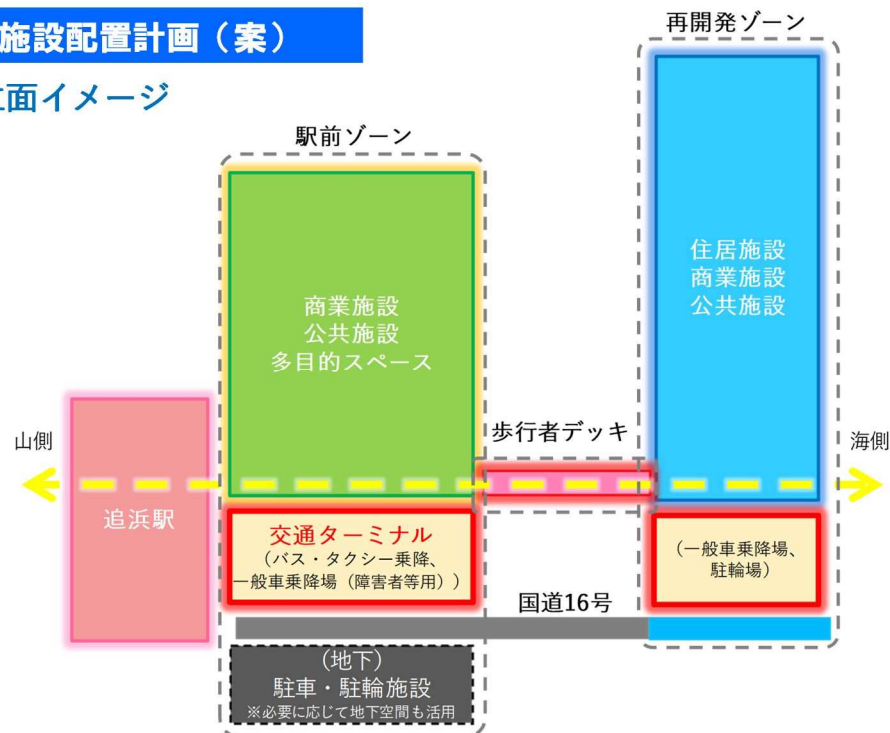 施設配置計画（案）
面イメージ
再開発ゾーン
駅前ゾーン
住居施設
商業施設
公共施設
商業施設
公共施設
多目的スペース
歩行者デッキ
山側
海側
追浜駅
交通ターミナル
（バス・タクシー乗降、
一般車乗降場（障害者等用））
（一般車乗降場、
駐輪場）
国道16号
（地下）
駐車・駐輪施設
※必要に応じて地下空間も活用